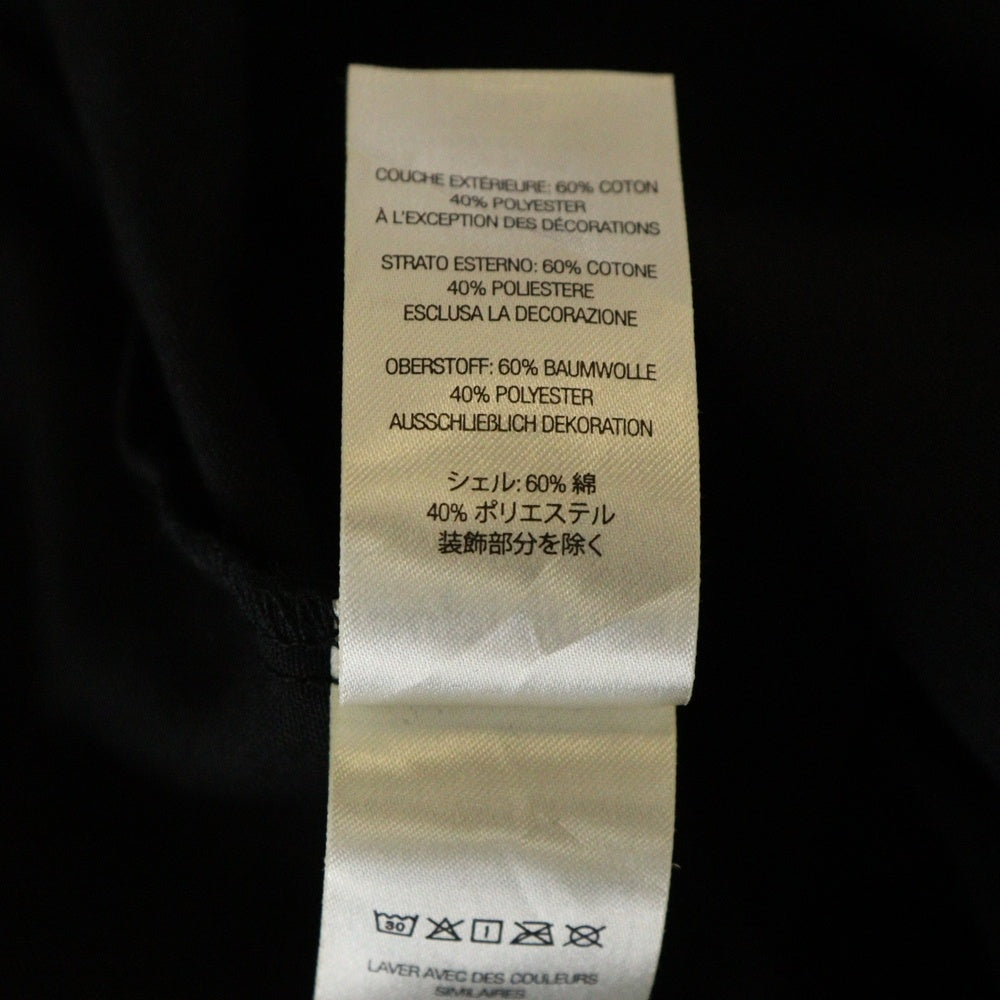 COUCHE EXTÉRIEURE: 60% COTON
40% POLYESTER
À L'EXCEPTION DES DÉCORATIONS
STRATO ESTERNO: 60% COTONE
40% POLIESTERE
ESCLUSA LA DECORAZIONE
OBERSTOFF: 60% BAUMWOLLE
40% POLYESTER
AUSSCHLIEßLICH DEKORATION
シェル: 60% 綿
40% ポリエステル
装飾部分を除く
30
LAVER AVEC DES COULEURS
SIMILAIRES